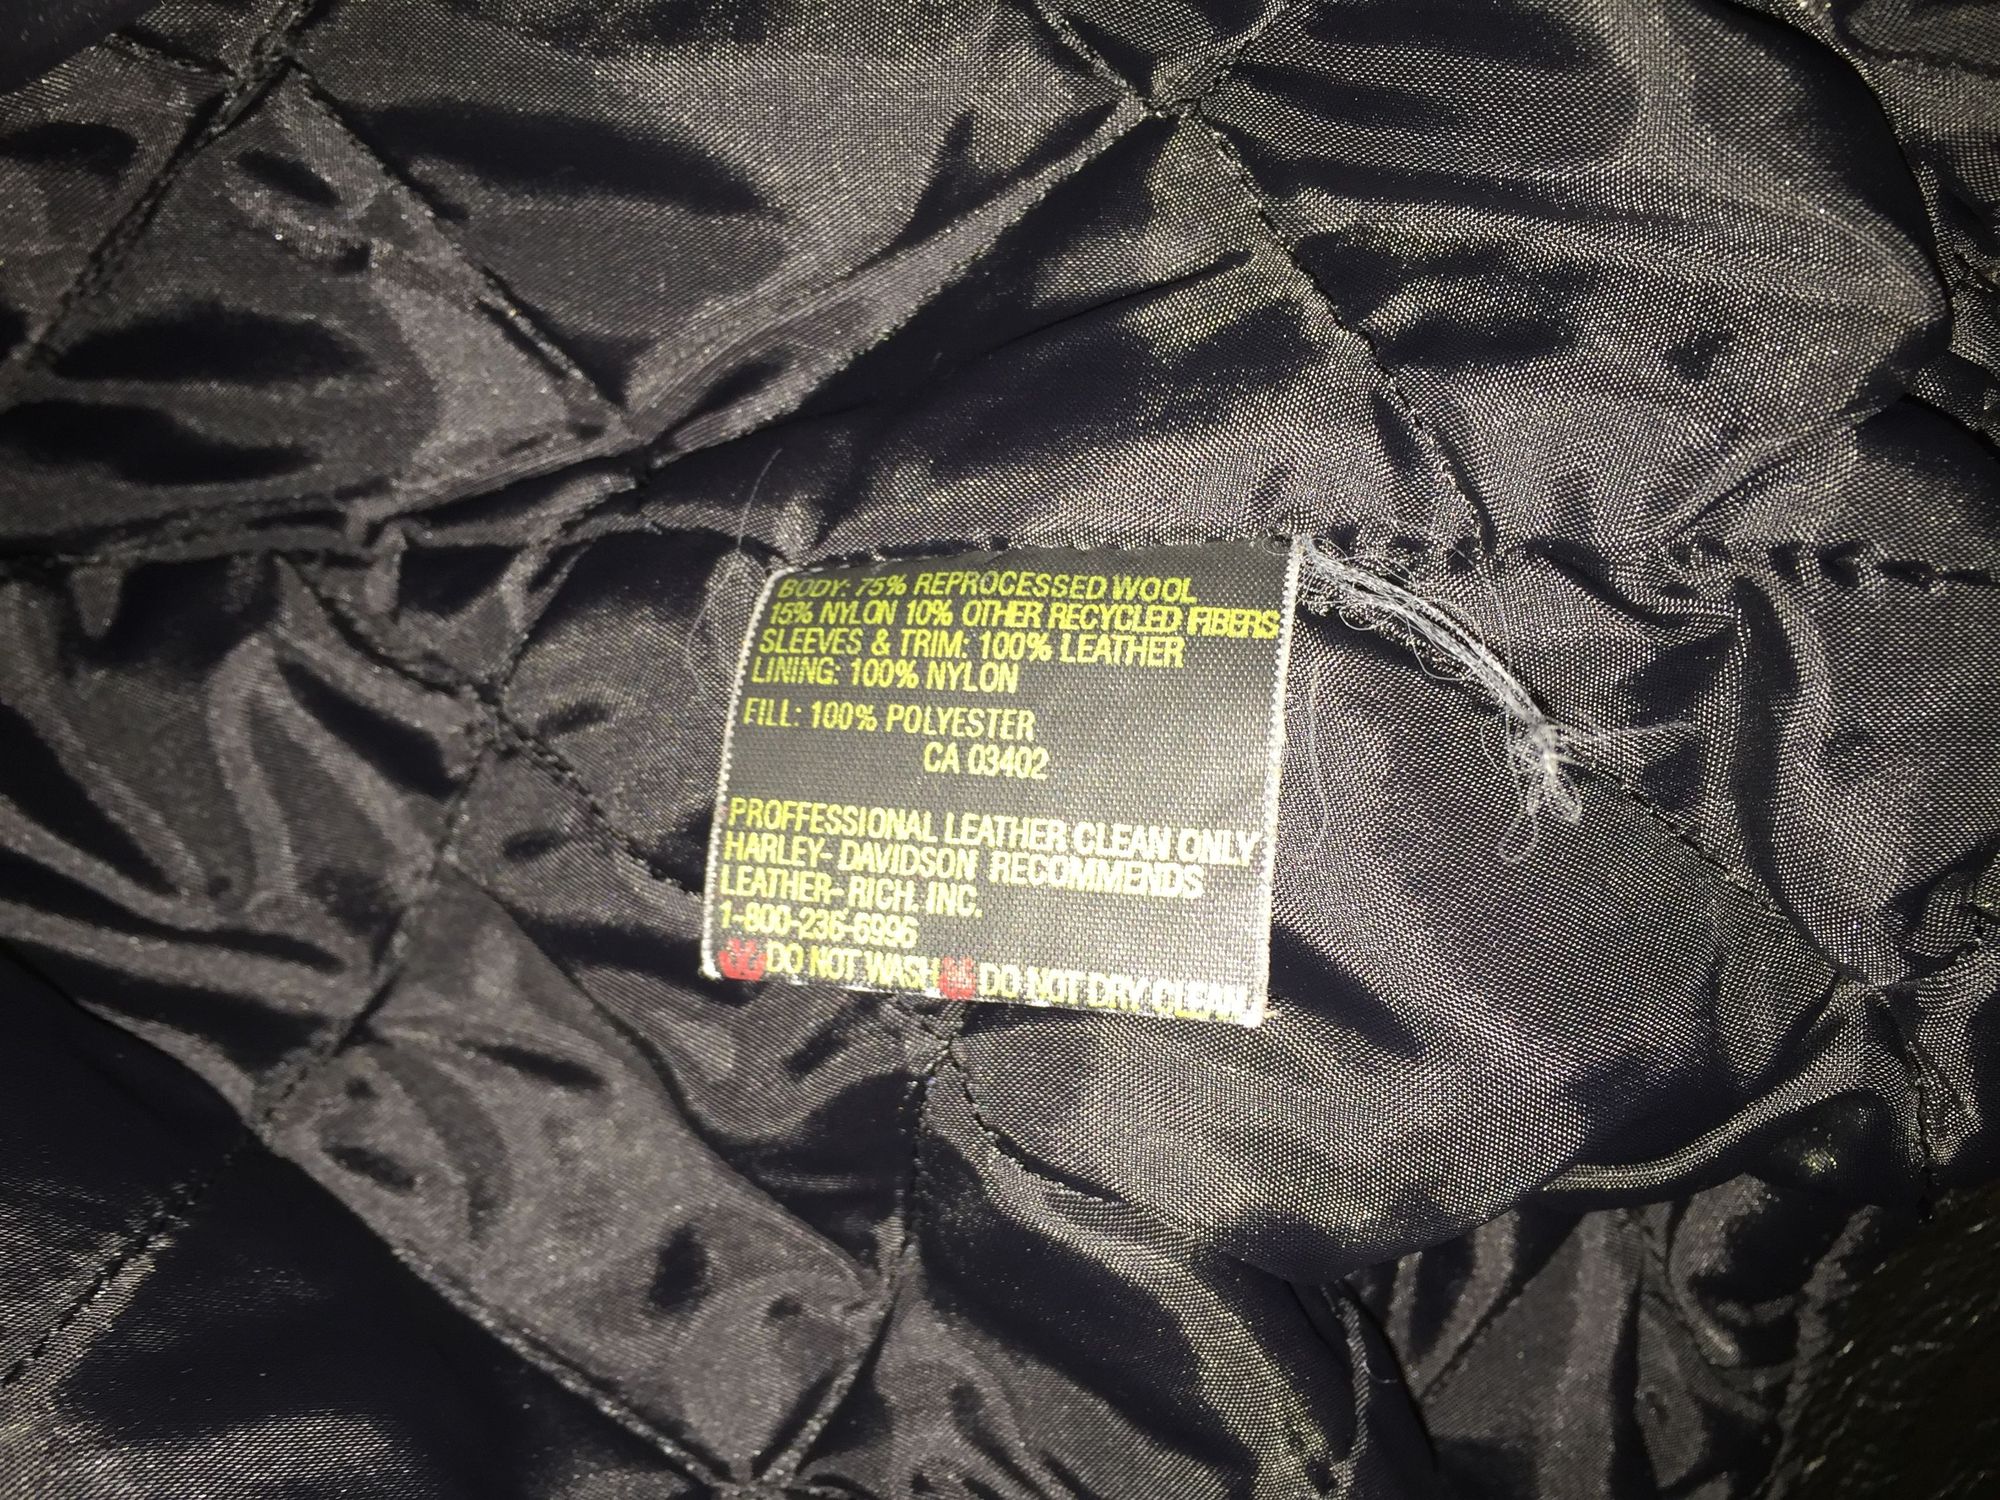 BODY: 75% REPROCESSED WOOL
15% NYLON 10% OTHER RECYCLED FIBERS
SLEEVES & TRIM: 100% LEATHER
LINING: 100% NYLON
FILL: 100% POLYESTER
CA 03402
PROFFESSIONAL LEATHER CLEAN ONLY
HARLEY- DAVIDSON RECOMMENDS
LEATHER- RICH. INC.
1-800-236-6996
DO NOT WASH DO NOT DRY CLEAN